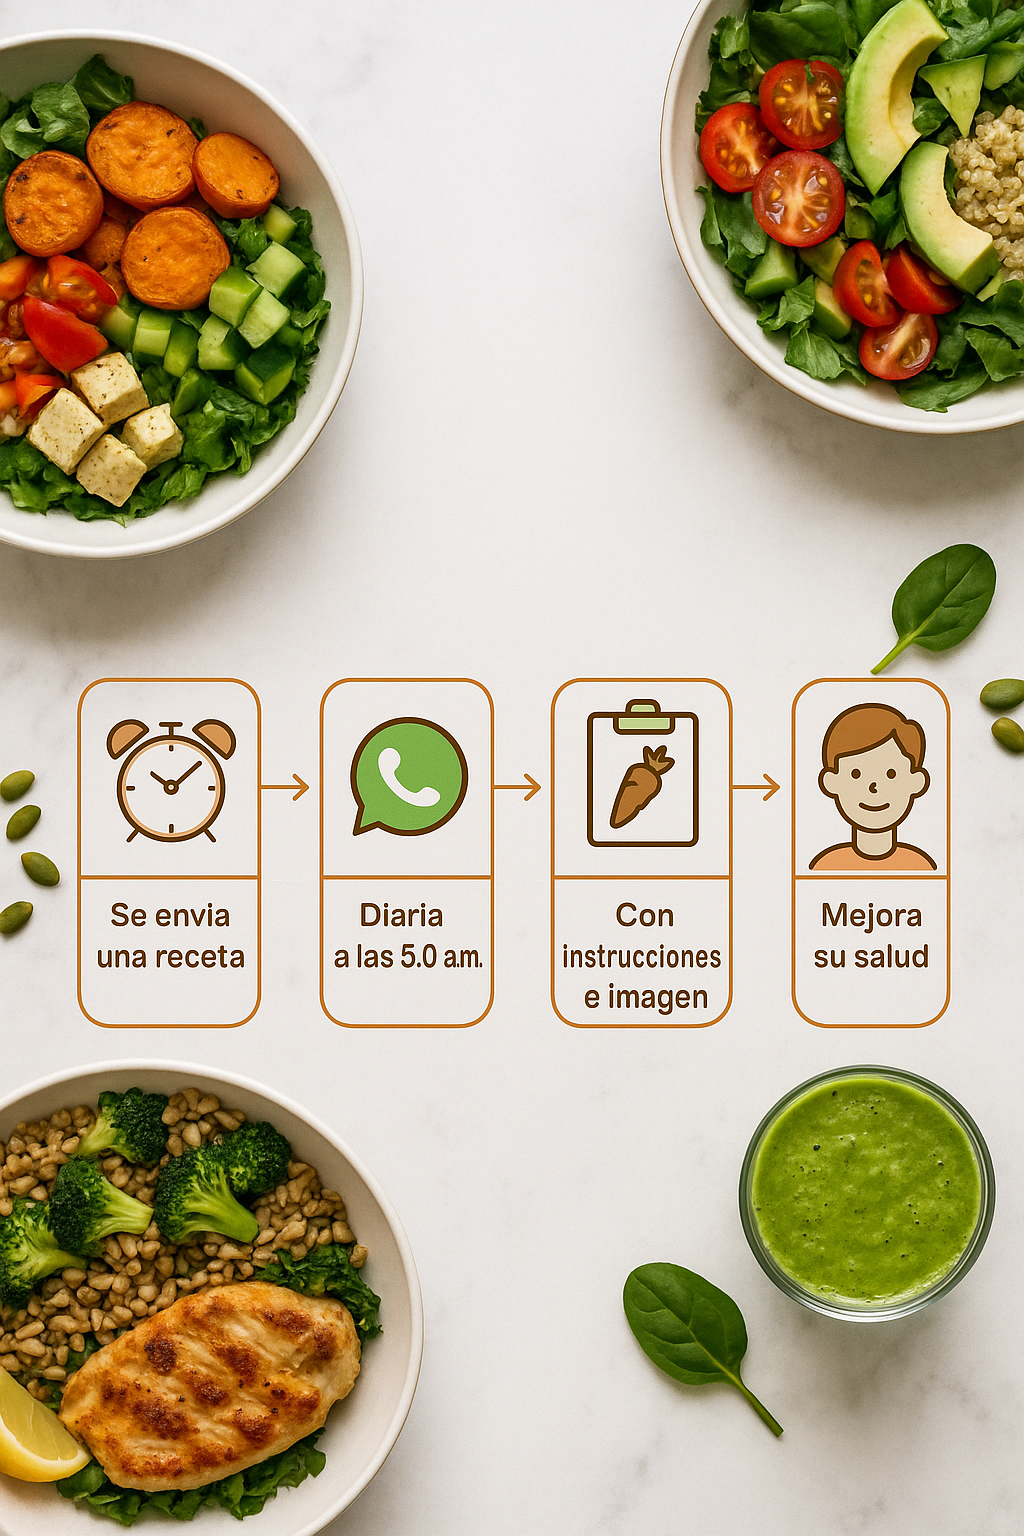 Se envia
una receta
Diaria
a las 5.0 a.m.
Con
instrucciones
e imagen
Mejora
su salud